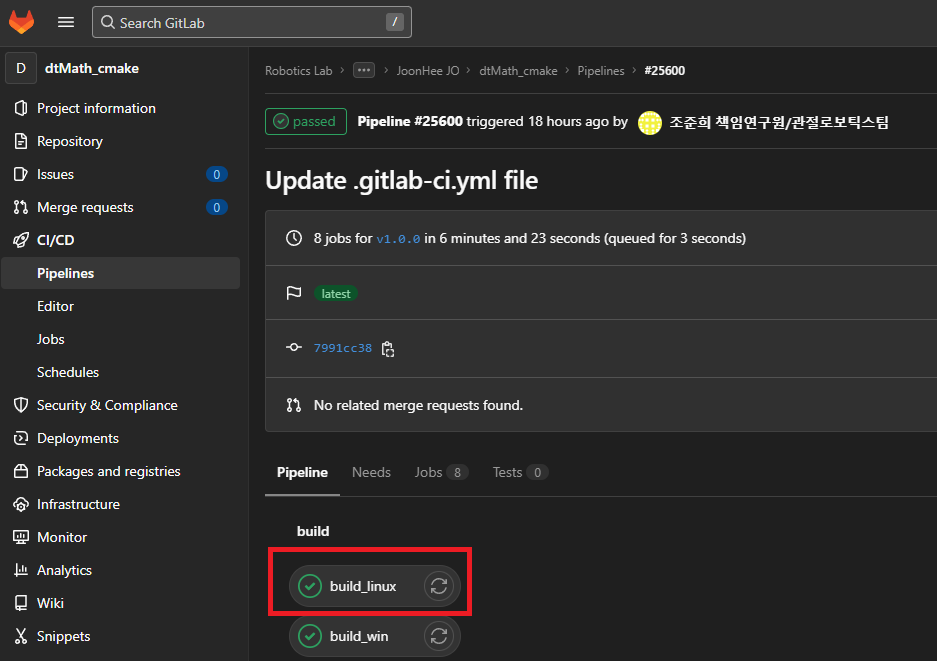 Search GitLab /
D dtMath_cmake
Project information
Repository
Issues 0
Merge requests 0
CI/CD
Pipelines
Editor
Jobs
Schedules
Security & Compliance
Deployments
Packages and registries
Infrastructure
Monitor
Analytics
Wiki
Snippets
Robotics Lab › ··· › JoonHee JO › dtMath_cmake › Pipelines › #25600
passed Pipeline #25600 triggered 18 hours ago by 조준희 책임연구원/관절로보틱스팀
Update .gitlab-ci.yml file
8 jobs for v1.0.0 in 6 minutes and 23 seconds (queued for 3 seconds)
latest
7991cc38
No related merge requests found.
Pipeline Needs Jobs 8 Tests 0
build
build_linux
build_win